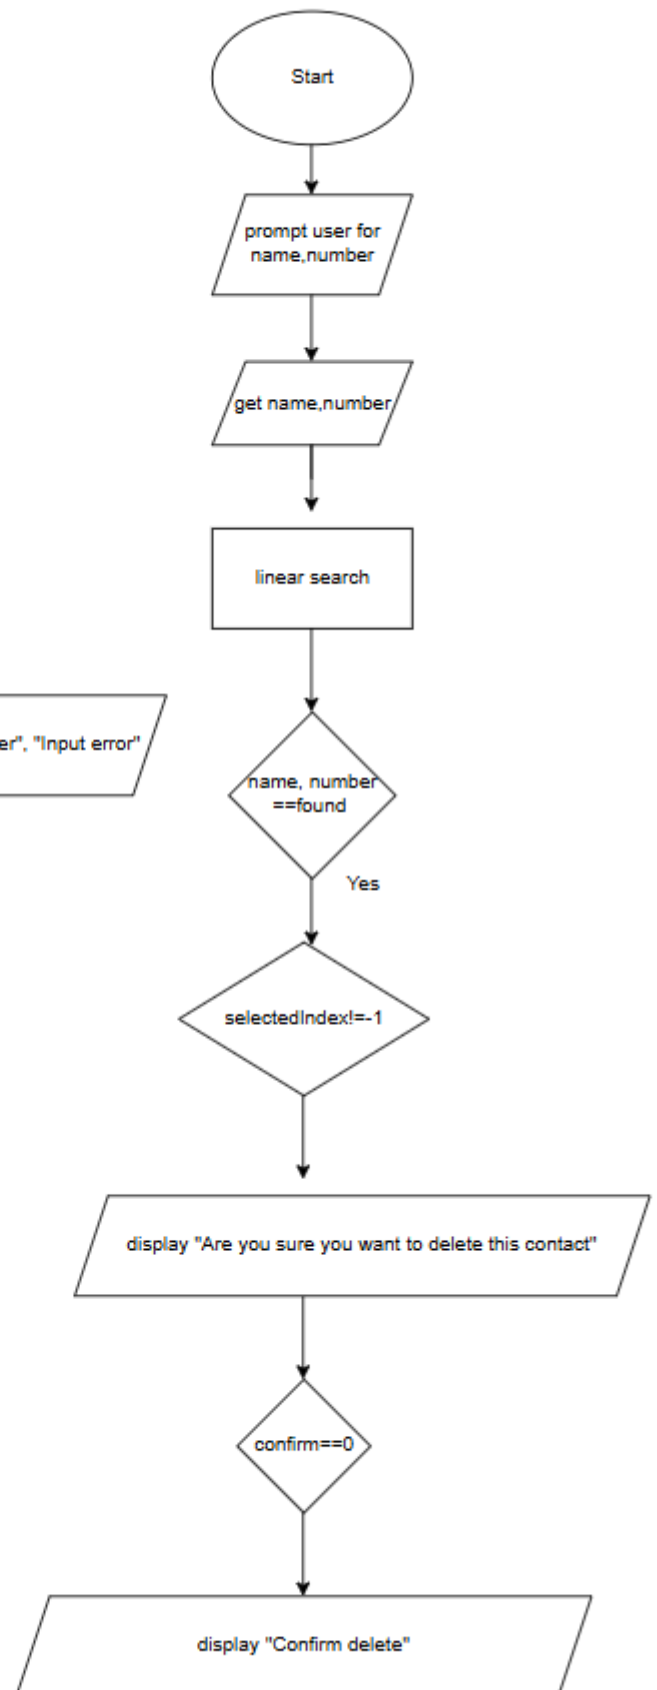 Start
prompt user for
name,number
get name,number
linear search
er", "Input error"
name, number
==found
Yes
selectedIndex!=-1
display "Are you sure you want to delete this contact"
confirm==0
display "Confirm delete"